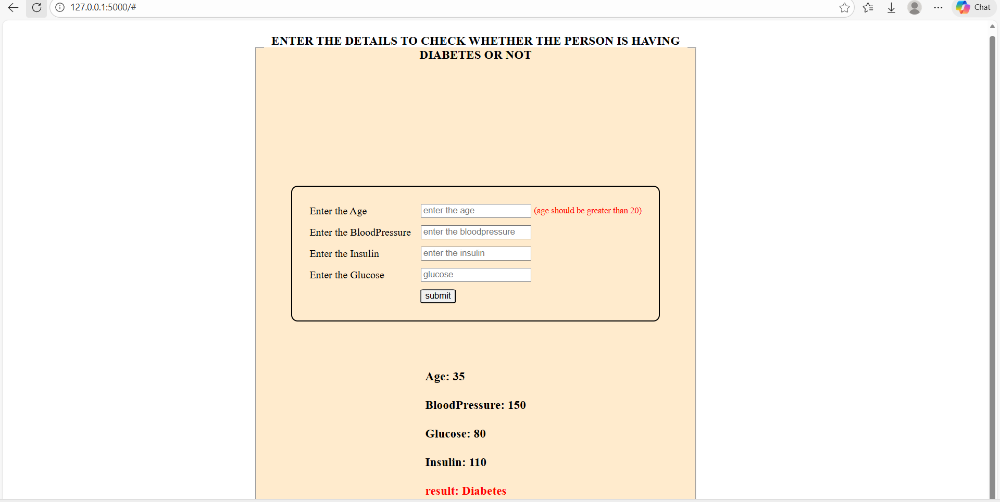 127.0.0.1:5000/#
Chat
ENTER THE DETAILS TO CHECK WHETHER THE PERSON IS HAVING
DIABETES OR NOT
Enter the Age enter the age (age should be greater than 20)
Enter the BloodPressure enter the bloodpressure
Enter the Insulin enter the insulin
Enter the Glucose glucose
submit
Age: 35
BloodPressure: 150
Glucose: 80
Insulin: 110
result: Diabetes